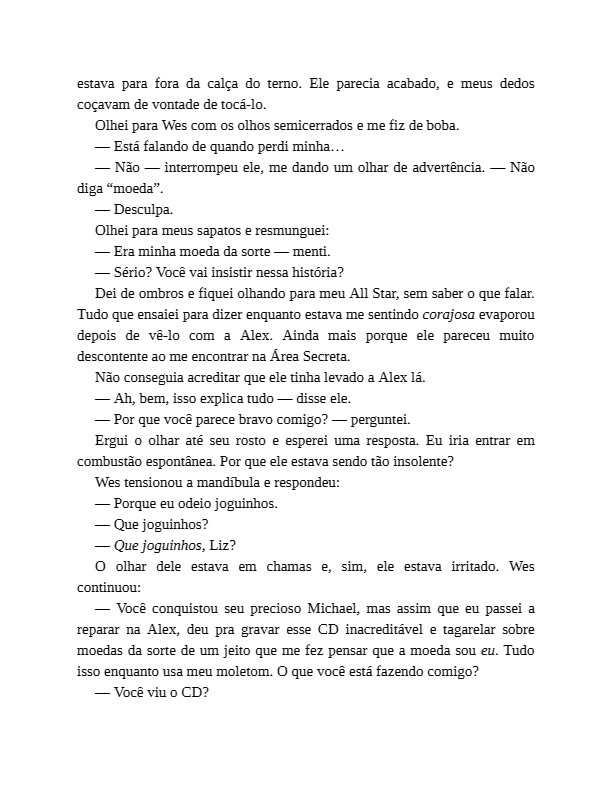 estava para fora da calça do terno. Ele parecia acabado, e meus dedos
coçavam de vontade de tocá-lo.
Olhei para Wes com os olhos semicerrados e me fiz de boba.
— Está falando de quando perdi minha…
— Não — interrompeu ele, me dando um olhar de advertência. — Não
diga “moeda”.
— Desculpa.
Olhei para meus sapatos e resmunguei:
— Era minha moeda da sorte — menti.
— Sério? Você vai insistir nessa história?
Dei de ombros e fiquei olhando para meu All Star, sem saber o que falar.
Tudo que ensaiei para dizer enquanto estava me sentindo corajosa evaporou
depois de vê-lo com a Alex. Ainda mais porque ele pareceu muito
descontente ao me encontrar na Área Secreta.
Não conseguia acreditar que ele tinha levado a Alex lá.
— Ah, bem, isso explica tudo — disse ele.
— Por que você parece bravo comigo? — perguntei.
Ergui o olhar até seu rosto e esperei uma resposta. Eu iria entrar em
combustão espontânea. Por que ele estava sendo tão insolente?
Wes tensionou a mandíbula e respondeu:
— Porque eu odeio joguinhos.
— Que joguinhos?
— Que joguinhos, Liz?
O olhar dele estava em chamas e, sim, ele estava irritado. Wes
continuou:
— Você conquistou seu precioso Michael, mas assim que eu passei a
reparar na Alex, deu pra gravar esse CD inacreditável e tagarelar sobre
moedas da sorte de um jeito que me fez pensar que a moeda sou eu. Tudo
isso enquanto usa meu moletom. O que você está fazendo comigo?
— Você viu o CD?